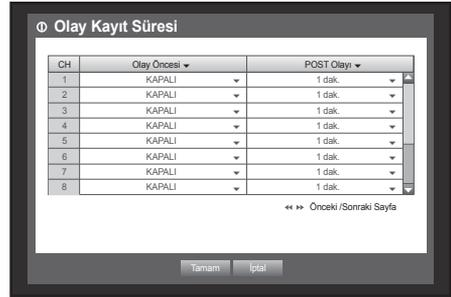 Olay Kayıt Süresi
CH Olay Öncesi POST Olayı
1 KAPALI 1 dak.
2 KAPALI 1 dak.
3 KAPALI 1 dak.
4 KAPALI 1 dak.
5 KAPALI 1 dak.
6 KAPALI 1 dak.
7 KAPALI 1 dak.
8 KAPALI 1 dak.
Önceki /Sonraki Sayfa
Tamam İptal